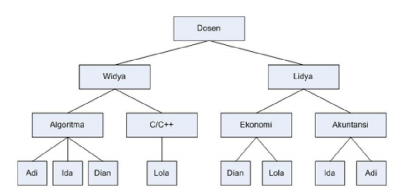 Dosen
Widya
Lidya
Algoritma
C/C++
Ekonomi
Akuntansi
Adi
Ida
Dian
Lola
Dian
Lola
Ida
Adi